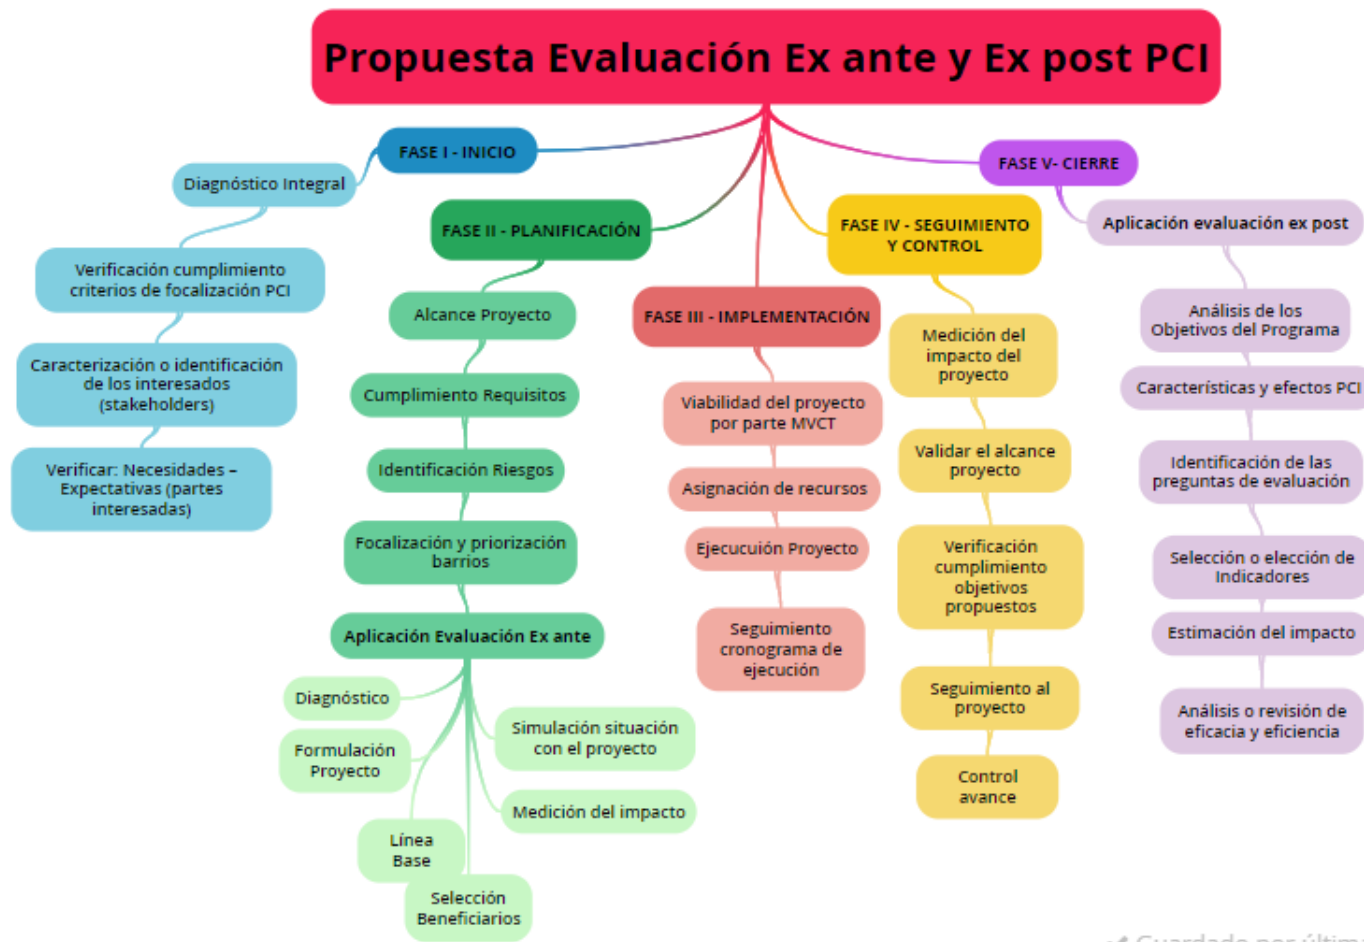 Propuesta Evaluación Ex ante y Ex post PCI
FASE I - INICIO
Diagnóstico Integral
Verificación cumplimiento
criterios de focalización PCI
Caracterización o identificación
de los interesados
(stakeholders)
Verificar: Necesidades –
Expectativas (partes
interesadas)
FASE II - PLANIFICACIÓN
Alcance Proyecto
Cumplimiento Requisitos
Identificación Riesgos
Focalización y priorización
barrios
Aplicación Evaluación Ex ante
Diagnóstico
Formulación
Proyecto
Línea
Base
Selección
Beneficiarios
Simulación situación
con el proyecto
Medición del impacto
FASE III - IMPLEMENTACIÓN
Viabilidad del proyecto
por parte MVCT
Asignación de recursos
Ejecucuión Proyecto
Seguimiento
cronograma de
ejecución
FASE IV - SEGUIMIENTO
Y CONTROL
Medición del
impacto del
proyecto
Validar el alcance
proyecto
Verificación
cumplimiento
objetivos
propuestos
Seguimiento al
proyecto
Control
avance
FASE V- CIERRE
Aplicación evaluación ex post
Análisis de los
Objetivos del Programa
Características y efectos PCI
Identificación de las
preguntas de evaluación
Selección o elección de
Indicadores
Estimación del impacto
Análisis o revisión de
eficacia y eficiencia
Guardado por